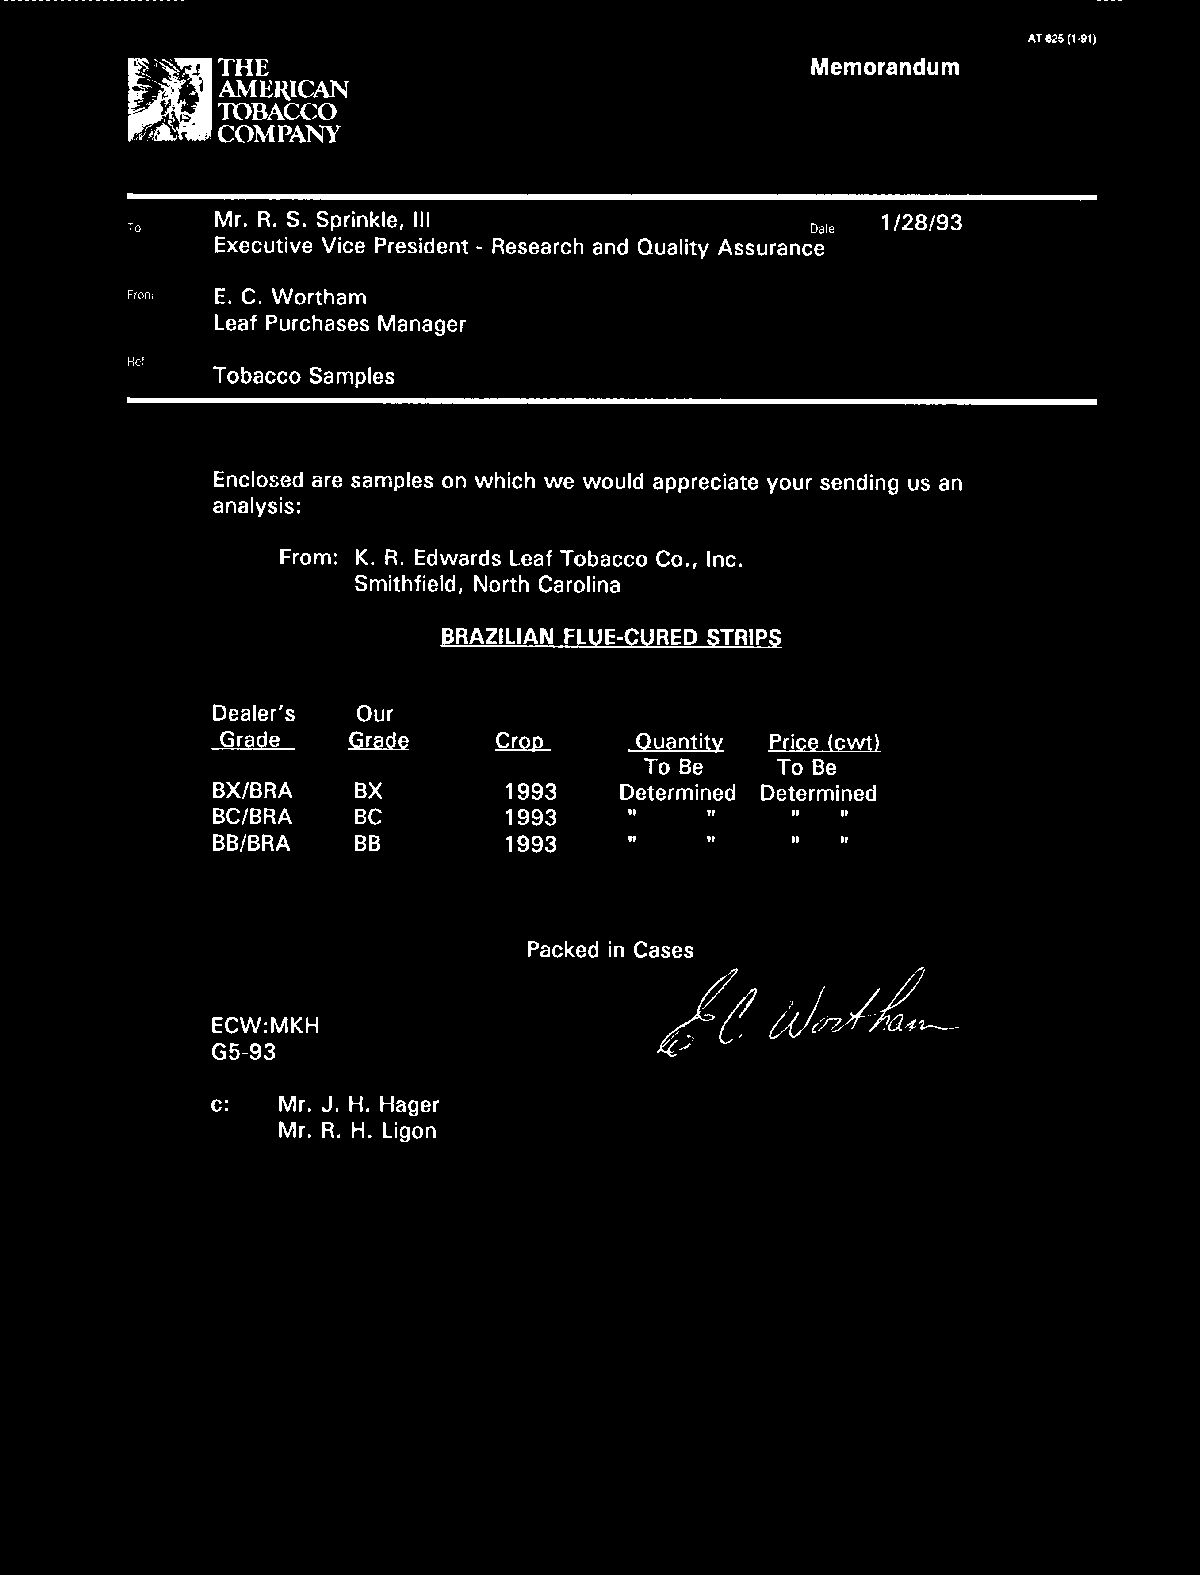 AT 825 (1-91)
THE
AMERICAN
TOBACCO
COMPANY
Memorandum
To Mr. R. S. Sprinkle, III Date 1/28/93
Executive Vice President - Research and Quality Assurance
From E. C. Wortham
Leaf Purchases Manager
Ref Tobacco Samples
Enclosed are samples on which we would appreciate your sending us an
analysis:
From: K. R. Edwards Leaf Tobacco Co., Inc.
Smithfield, North Carolina
BRAZILIAN FLUE-CURED STRIPS
Dealer's Our
Grade Grade Crop Quantity Price (cwt)
To Be To Be
BX/BRA BX 1993 Determined Determined
BC/BRA BC 1993 " " " "
BB/BRA BB 1993 " " " "
Packed in Cases
E C. Wortham
ECW:MKH
G5-93
c: Mr. J. H. Hager
Mr. R. H. Ligon